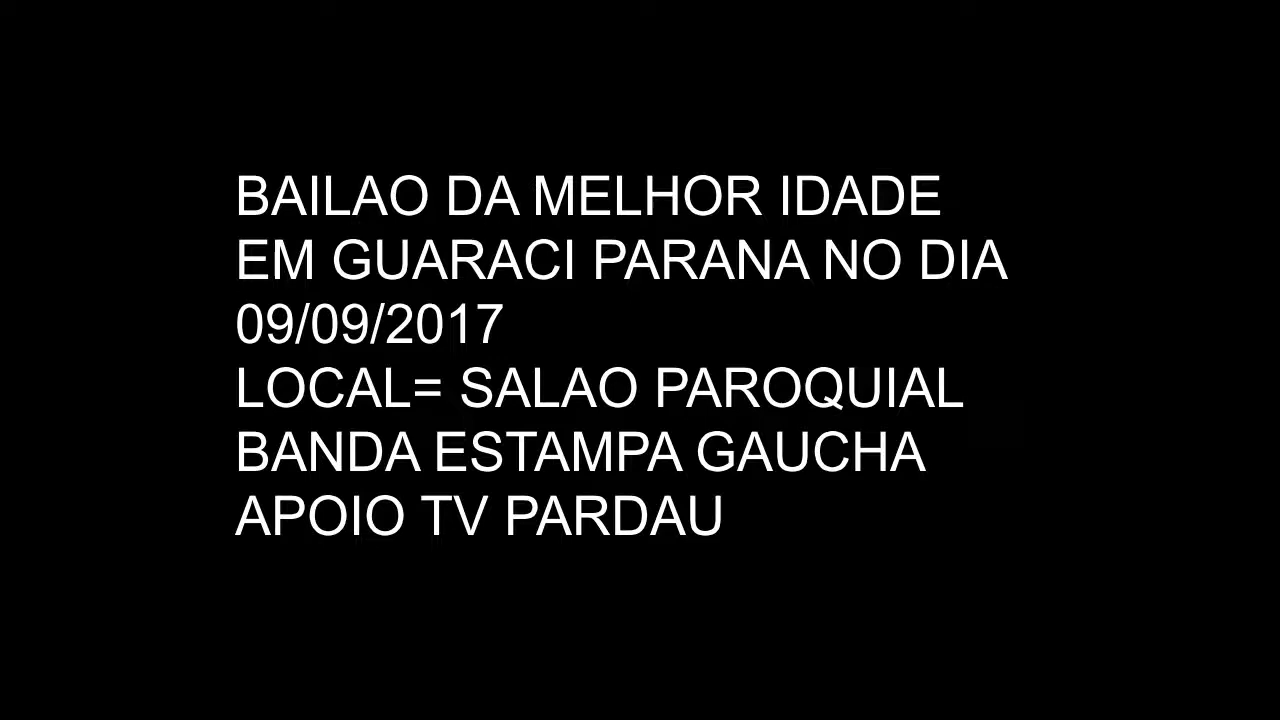 BAILAO DA MELHOR IDADE
EM GUARACI PARANA NO DIA
09/09/2017
LOCAL= SALAO PAROQUIAL
BANDA ESTAMPA GAUCHA
APOIO TV PARDAU